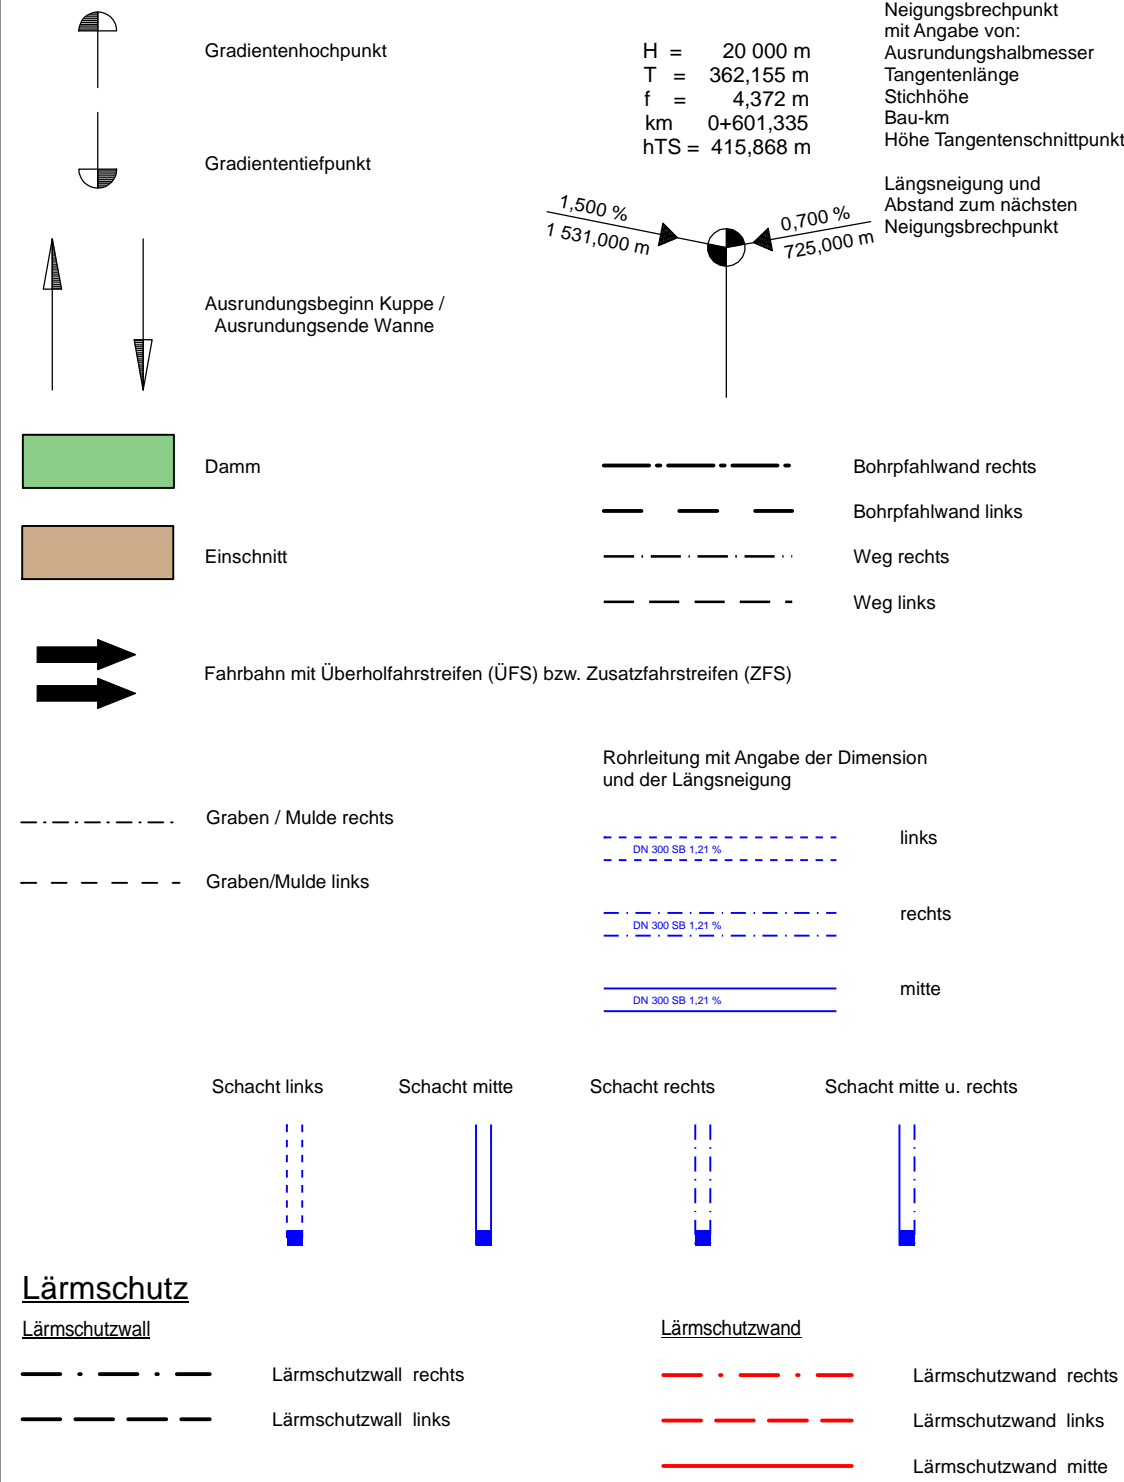 Gradientenhochpunkt
Gradiententiefpunkt
Ausrundungsbeginn Kuppe /
Ausrundungsende Wanne
H = 20 000 m
T = 362,155 m
f = 4,372 m
km 0+601,335
hTS = 415,868 m
Neigungsbrechpunkt
mit Angabe von:
Ausrundungshalbmesser
Tangentenlänge
Stichhöhe
Bau-km
Höhe Tangentenschnittpunkt
Längsneigung und
Abstand zum nächsten
Neigungsbrechpunkt
1,500 %
1 531,000 m
0,700 %
725,000 m
Damm
Einschnitt
Bohrpfahlwand rechts
Bohrpfahlwand links
Weg rechts
Weg links
Fahrbahn mit Überholfahrstreifen (ÜFS) bzw. Zusatzfahrstreifen (ZFS)
Graben / Mulde rechts
Graben/Mulde links
Rohrleitung mit Angabe der Dimension
und der Längsneigung
DN 300 SB 1,21 %
links
DN 300 SB 1,21 %
rechts
DN 300 SB 1,21 %
mitte
Schacht links
Schacht mitte
Schacht rechts
Schacht mitte u. rechts
Lärmschutz
Lärmschutzwall
Lärmschutzwall rechts
Lärmschutzwall links
Lärmschutzwand
Lärmschutzwand rechts
Lärmschutzwand links
Lärmschutzwand mitte